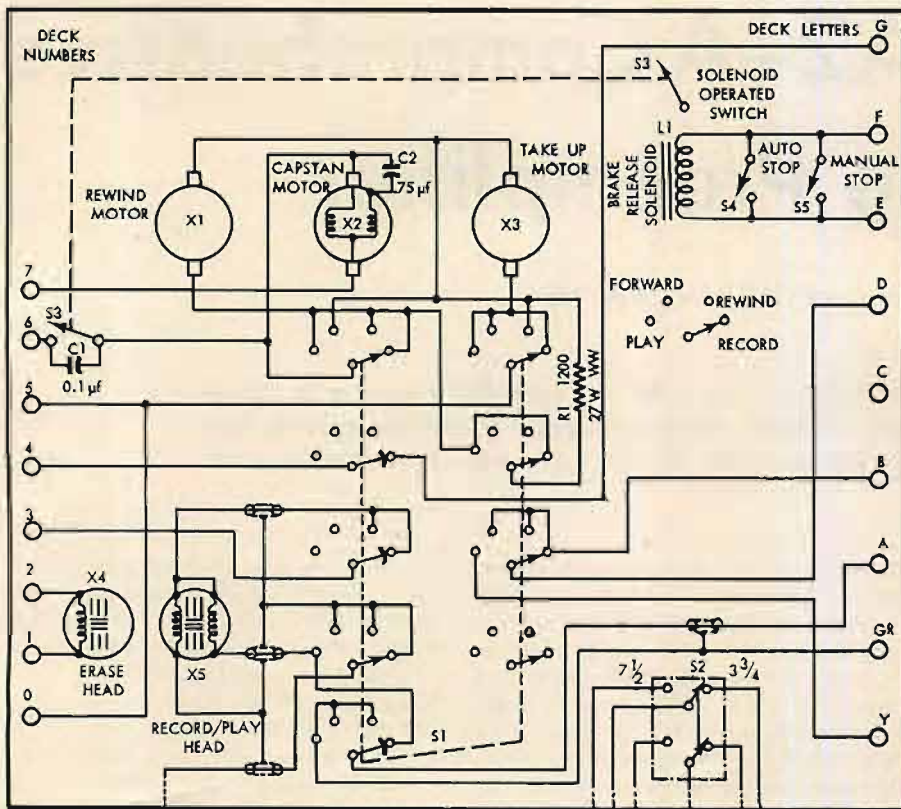 DECK
NUMBERS
DECK LETTERS
G
S3
SOLENOID
OPERATED
SWITCH
F
L1
AUTO
STOP
MANUAL
STOP
BRAKE
RELEASE
SOLENOID
S4
S5
E
REWIND
MOTOR
X1
CAPSTAN
MOTOR
C2
.75 µf
X2
TAKE UP
MOTOR
X3
7
FORWARD
REWIND
PLAY
RECORD
D
6
S3
C1
0.1 µf
R1 1200
27 W WW
C
5
4
B
3
A
2
X4
1
ERASE
HEAD
X5
GR
7 1/2
S2
3 3/4
0
RECORD/PLAY
HEAD
S1
Y